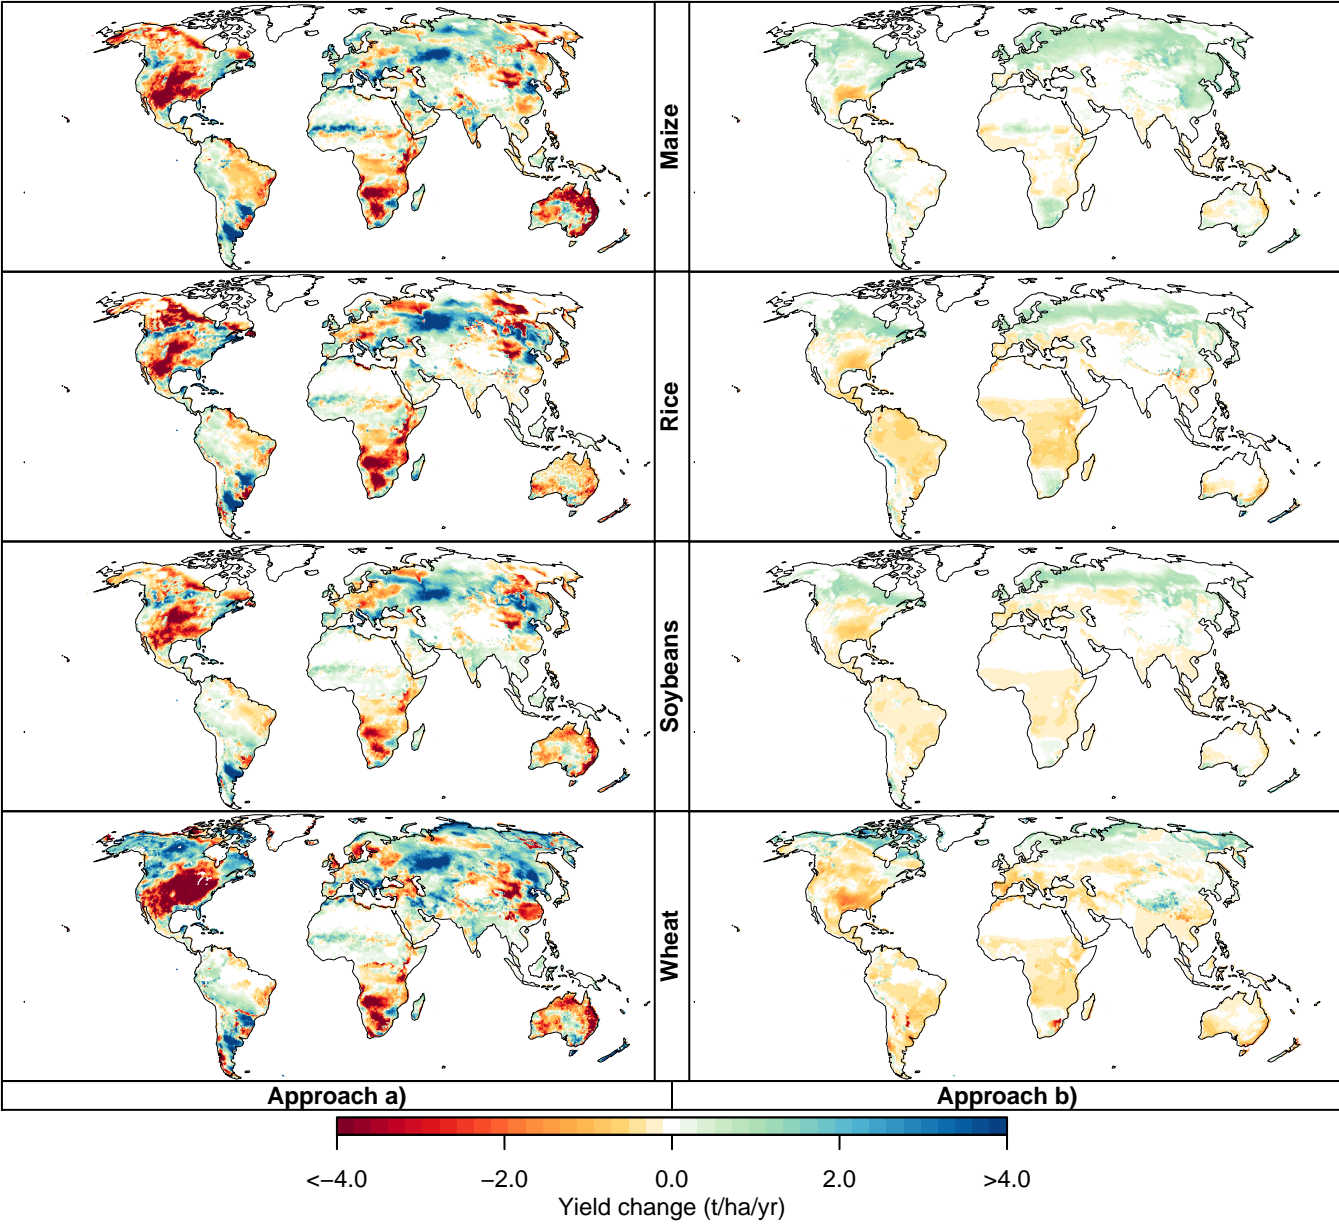 Maize
Rice
Soybeans
Wheat
Approach a)
Approach b)
<−4.0
−2.0
0.0
2.0
>4.0
Yield change (t/ha/yr)